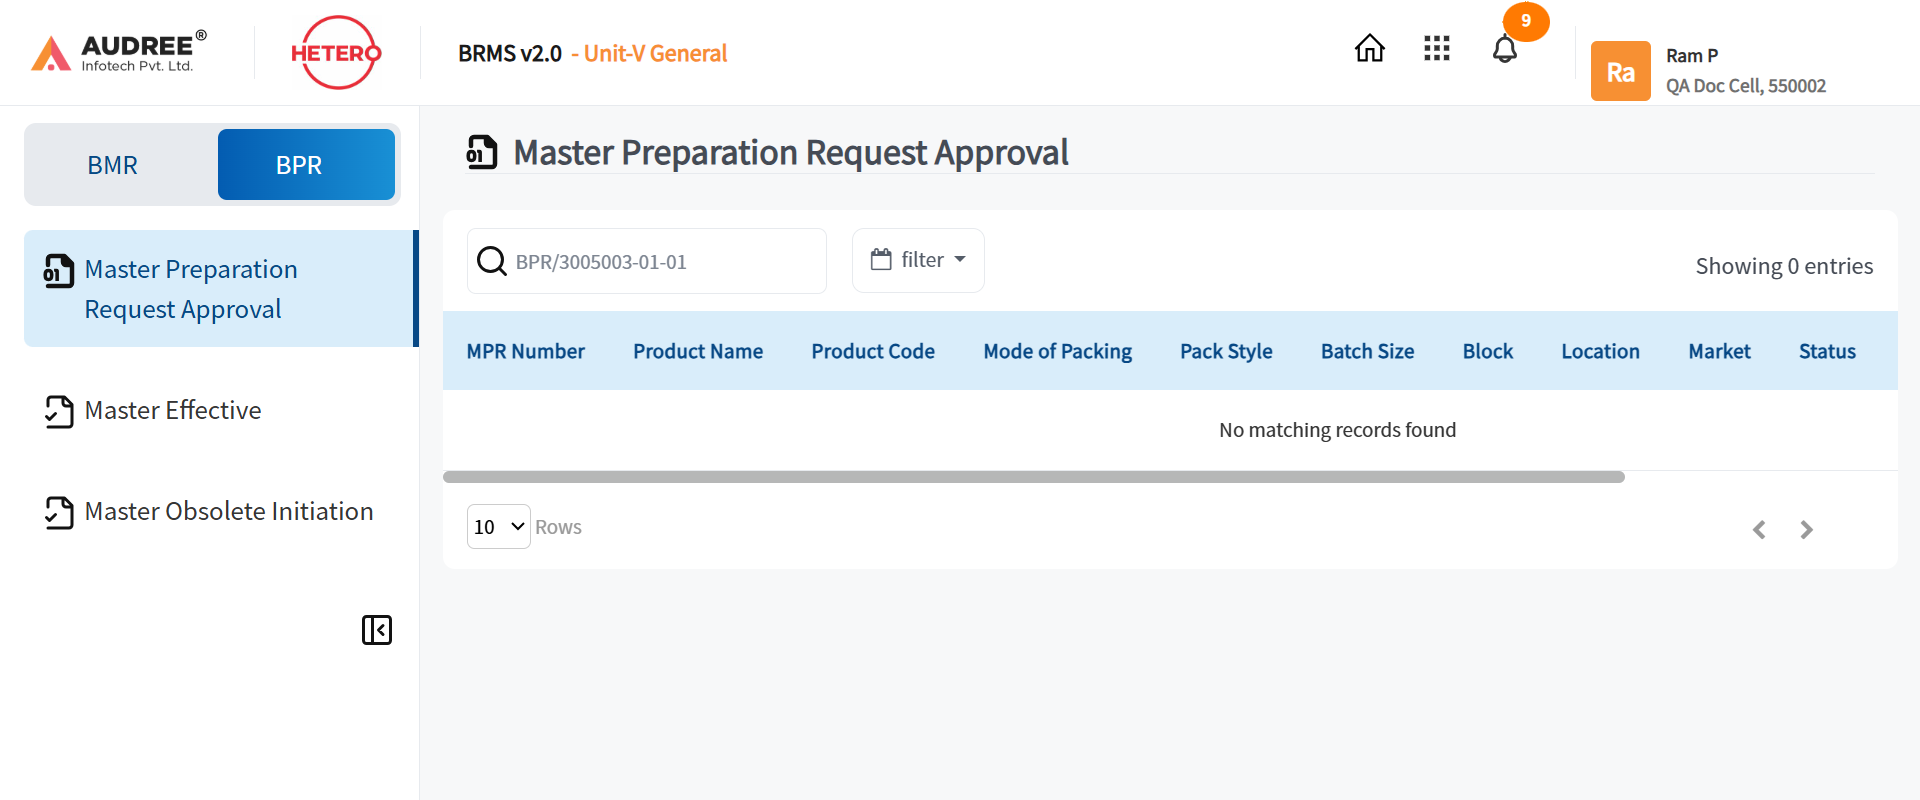 AUDREE®
Infotech Pvt. Ltd.
HETERO
BRMS v2.0 - Unit-V General
9
Ra
Ram P
QA Doc Cell, 550002
BMR
BPR
01
Master Preparation
Request Approval
Master Effective
Master Obsolete Initiation
01
Master Preparation Request Approval
BPR/3005003-01-01
filter
Showing 0 entries
MPR Number
Product Name
Product Code
Mode of Packing
Pack Style
Batch Size
Block
Location
Market
Status
No matching records found
10
Rows